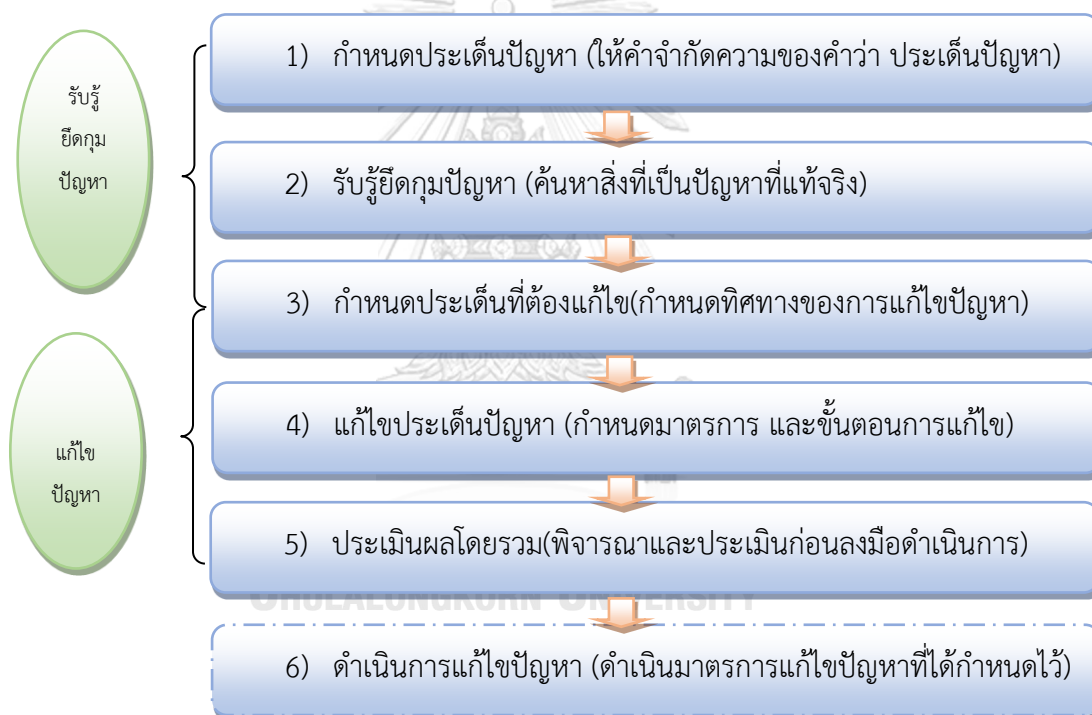 รับรู้
ยึดกุม
ปัญหา
1) กำหนดประเด็นปัญหา (ให้คำจำกัดความของคำว่า ประเด็นปัญหา)
2) รับรู้ยึดกุมปัญหา (ค้นหาสิ่งที่เป็นปัญหาที่แท้จริง)
3) กำหนดประเด็นที่ต้องแก้ไข(กำหนดทิศทางของการแก้ไขปัญหา)
แก้ไข
ปัญหา
4) แก้ไขประเด็นปัญหา (กำหนดมาตรการ และขั้นตอนการแก้ไข)
5) ประเมินผลโดยรวม(พิจารณาและประเมินก่อนลงมือดำเนินการ)
CHULALONGKORN UNIVERSITY
6) ดำเนินการแก้ไขปัญหา (ดำเนินมาตรการแก้ไขปัญหาที่ได้กำหนดไว้)